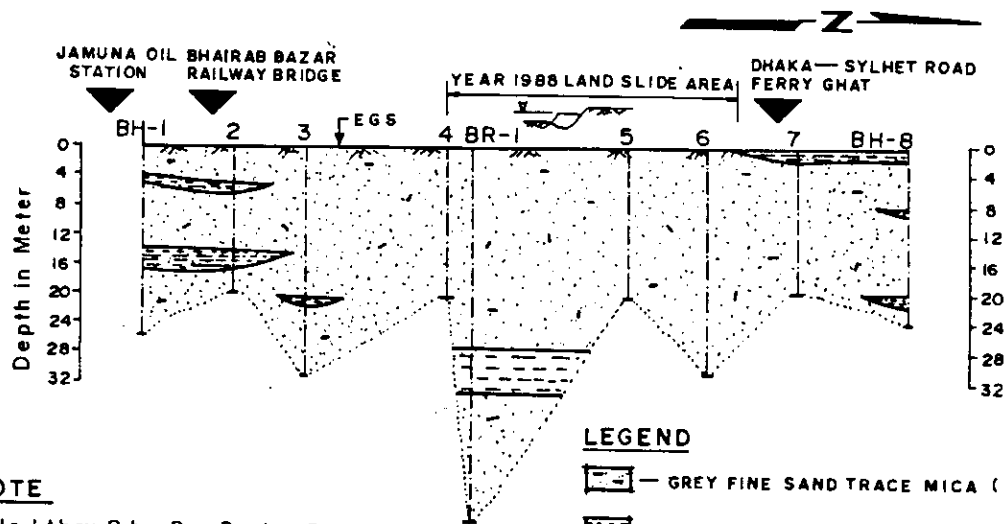 Z
JAMUNA OIL
STATION
BHAIRAB BAZAR
RAILWAY BRIDGE
YEAR 1988 LAND SLIDE AREA
DHAKA — SYLHET ROAD
FERRY GHAT
BH-1 2 3 EGS 4 BR-1 5 6 7 BH-8
Depth in Meter
0
4
8
12
16
20
24
28
32
0
4
8
12
16
20
24
28
32
LEGEND
— GREY FINE SAND TRACE MICA (
OTE